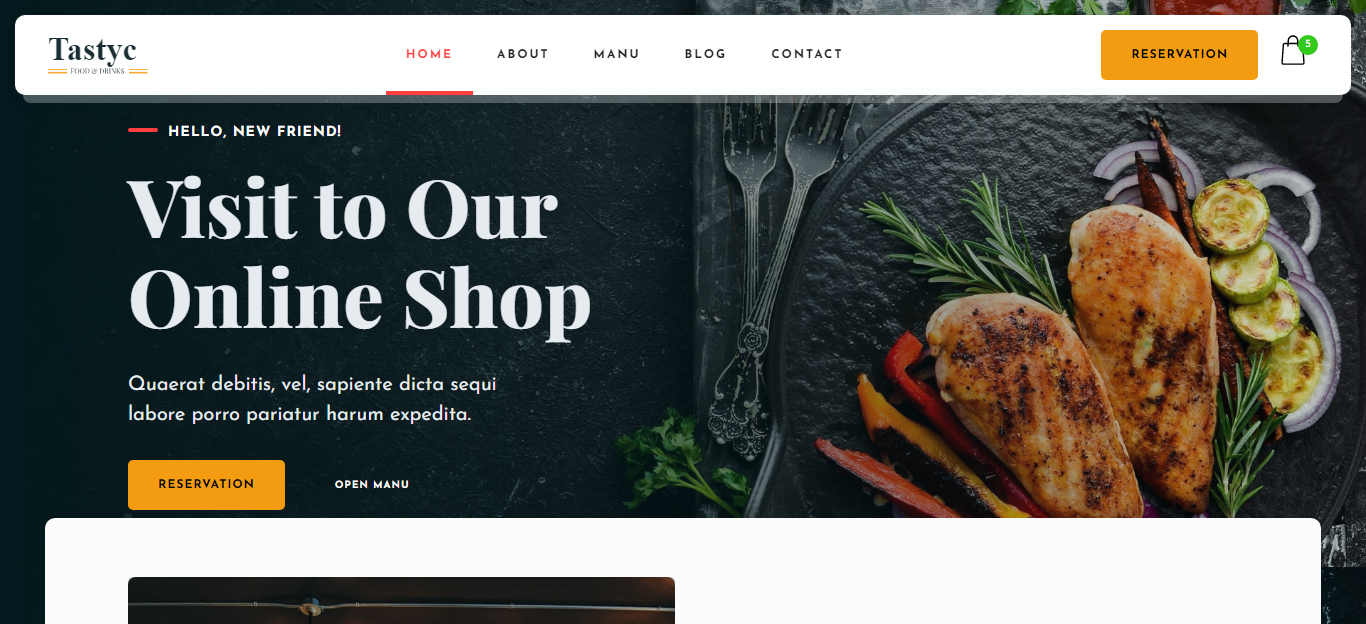 Tastyc
FOOD & DRINKS
HOME
ABOUT
MANU
BLOG
CONTACT
RESERVATION
5
HELLO, NEW FRIEND!
Visit to Our
Online Shop
Quaerat debitis, vel, sapiente dicta sequi
labore porro pariatur harum expedita.
RESERVATION
OPEN MANU